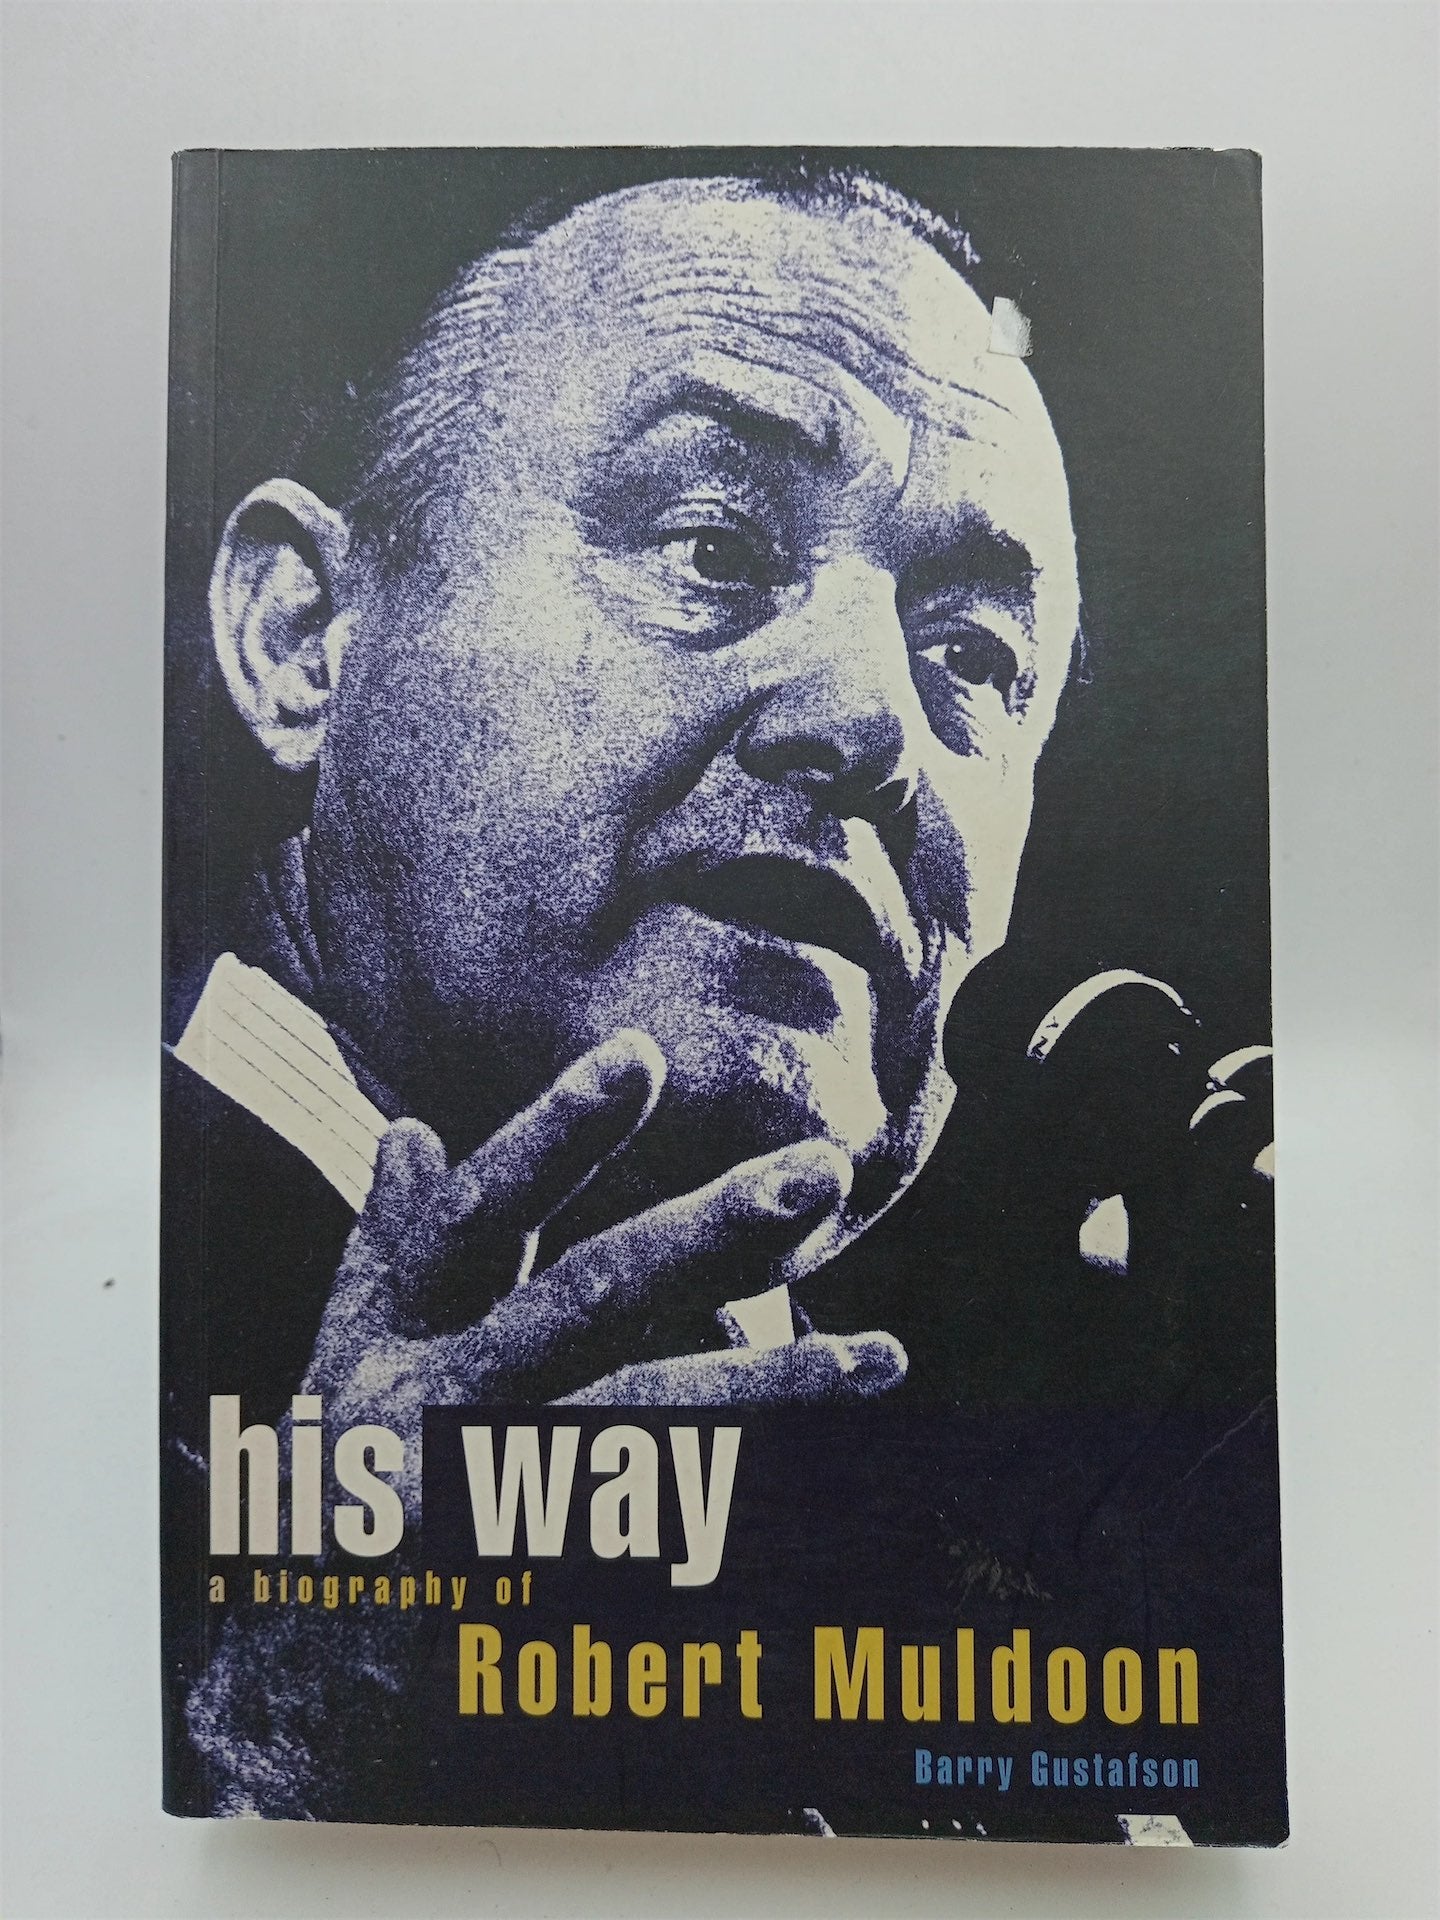 his way
a biography of
Robert Muldoon
Barry Gustafson